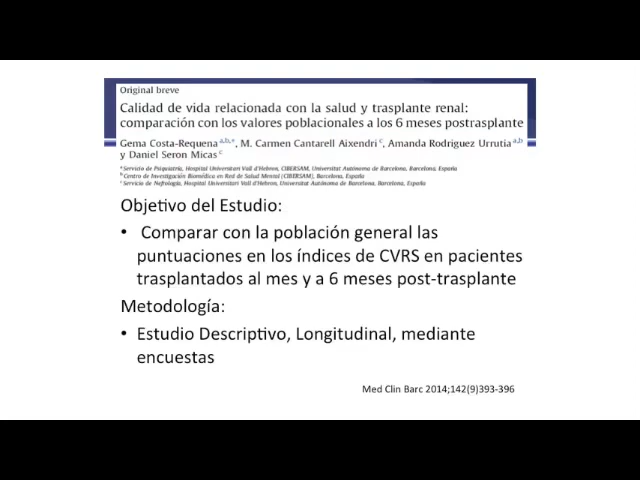 Original breve
Calidad de vida relacionada con la salud y trasplante renal:
comparación con los valores poblacionales a los 6 meses postrasplante
Gema Costa-Requena a,b,*, M. Carmen Cantarell Aixendri c, Amanda Rodríguez Urrutia a,b
y Daniel Seron Micas c
a Servicio de Psiquiatría, Hospital Universitari Vall d'Hebron, CIBERSAM, Universitat Autònoma de Barcelona, Barcelona, España
b Centro de Investigación Biomédica en Red de Salud Mental (CIBERSAM), Barcelona, España
c Servicio de Nefrología, Hospital Universitari Vall d'Hebron, Universitat Autònoma de Barcelona, Barcelona, España
Objetivo del Estudio:
• Comparar con la población general las
puntuaciones en los índices de CVRS en pacientes
trasplantados al mes y a 6 meses post-trasplante
Metodología:
• Estudio Descriptivo, Longitudinal, mediante
encuestas
Med Clin Barc 2014;142(9)393-396